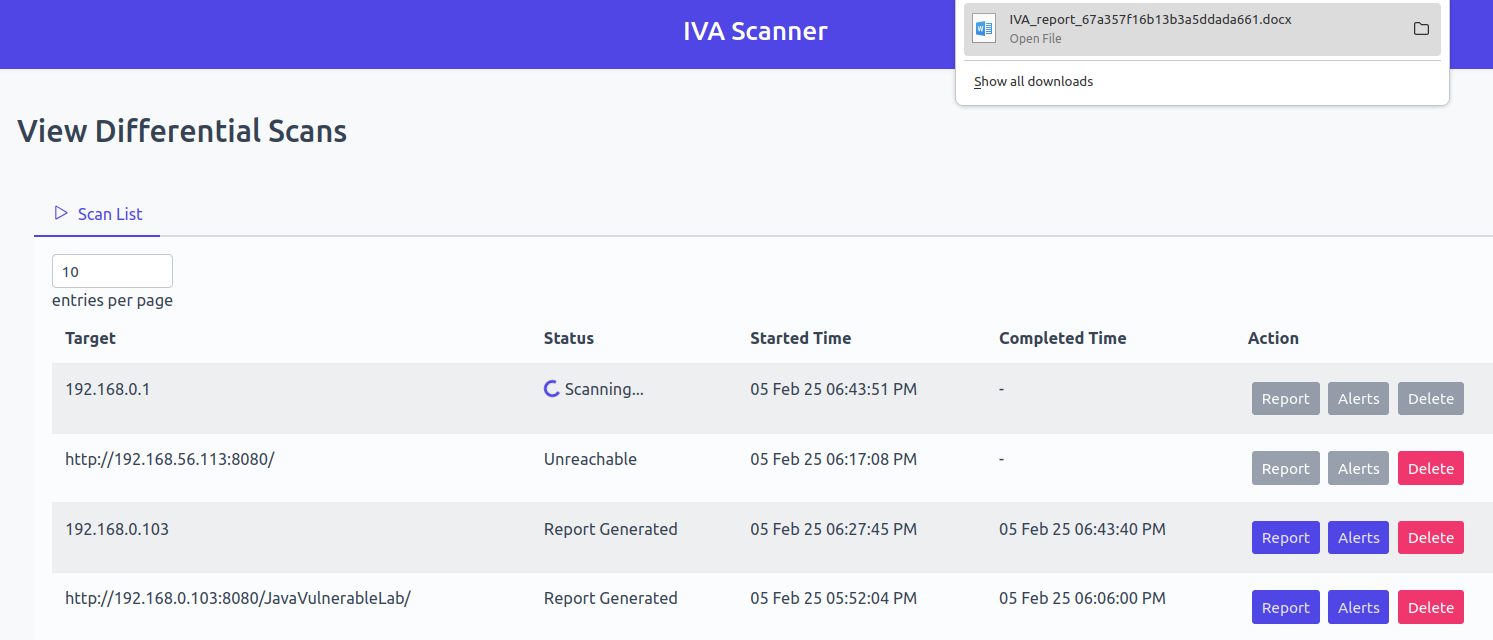 IVA Scanner
IVA_report_67a357f16b13b3a5ddada661.docx
Open File
Show all downloads
View Differential Scans
Scan List
10
entries per page
Target Status Started Time Completed Time Action
192.168.0.1 Scanning... 05 Feb 25 06:43:51 PM - Report Alerts Delete
http://192.168.56.113:8080/ Unreachable 05 Feb 25 06:17:08 PM - Report Alerts Delete
192.168.0.103 Report Generated 05 Feb 25 06:27:45 PM 05 Feb 25 06:43:40 PM Report Alerts Delete
http://192.168.0.103:8080/JavaVulnerableLab/ Report Generated 05 Feb 25 05:52:04 PM 05 Feb 25 06:06:00 PM Report Alerts Delete